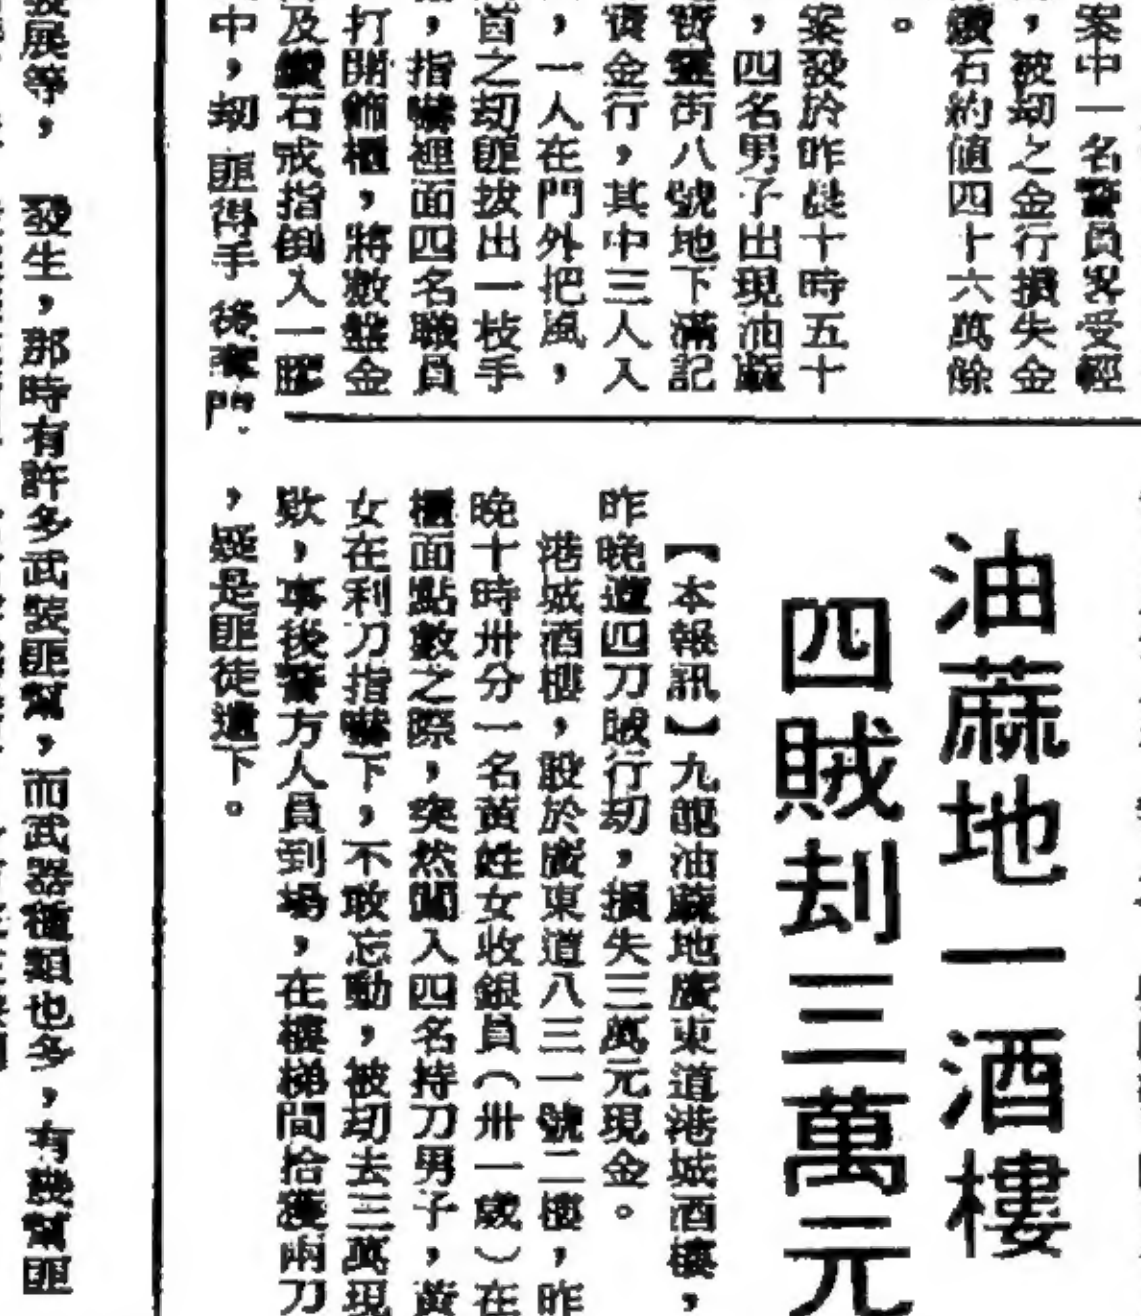 案中一名警員受輕
，被刧之金行損失金
鑽石約値四十六萬餘
。
案發於昨晨十時五十
，四名男子出現油蔴
寶靈街八號地下滿記
金行，其中三人入
，一人在門外把風，
首之刧匪拔出一枝手
，指嚇裡面四名職員
打開飾櫃，將數盤金
及鑽石戒指倒入一膠
中，刧匪得手後奪門
油蔴地一酒樓
四賊刦三萬元
【本報訊】九龍油蔴地廣東道港城酒樓，
昨晚遭四刀賊行刧，損失三萬元現金。
港城酒樓，設於廣東道八三一號二樓，昨
晚十時卅分一名黃姓女收銀員（卅一歲）在
櫃面點數之際，突然闖入四名持刀男子，黃
女在利刀指嚇下，不敢忘動，被刧去三萬現
欵，事後警方人員到場，在樓梯間拾獲兩刀
，疑是匪徒遺下。
發展等，
發生，那時有許多武裝匪幫，而武器種類也多，有幾幫匪